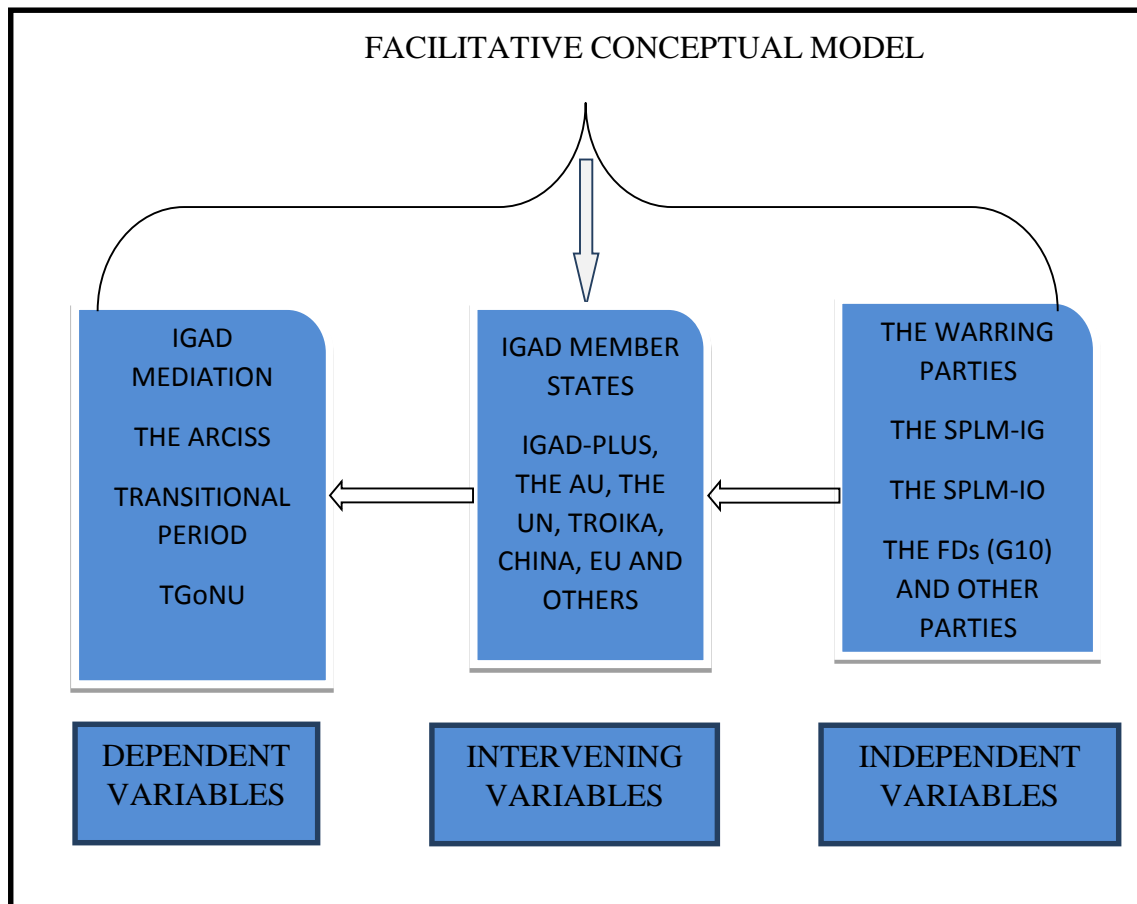 FACILITATIVE CONCEPTUAL MODEL
IGAD
MEDIATION
THE ARCISS
TRANSITIONAL
PERIOD
TGoNU
IGAD MEMBER
STATES
IGAD-PLUS,
THE AU, THE
UN, TROIKA,
CHINA, EU AND
OTHERS
THE WARRING
PARTIES
THE SPLM-IG
THE SPLM-IO
THE FDs (G10)
AND OTHER
PARTIES
DEPENDENT
VARIABLES
INTERVENING
VARIABLES
INDEPENDENT
VARIABLES